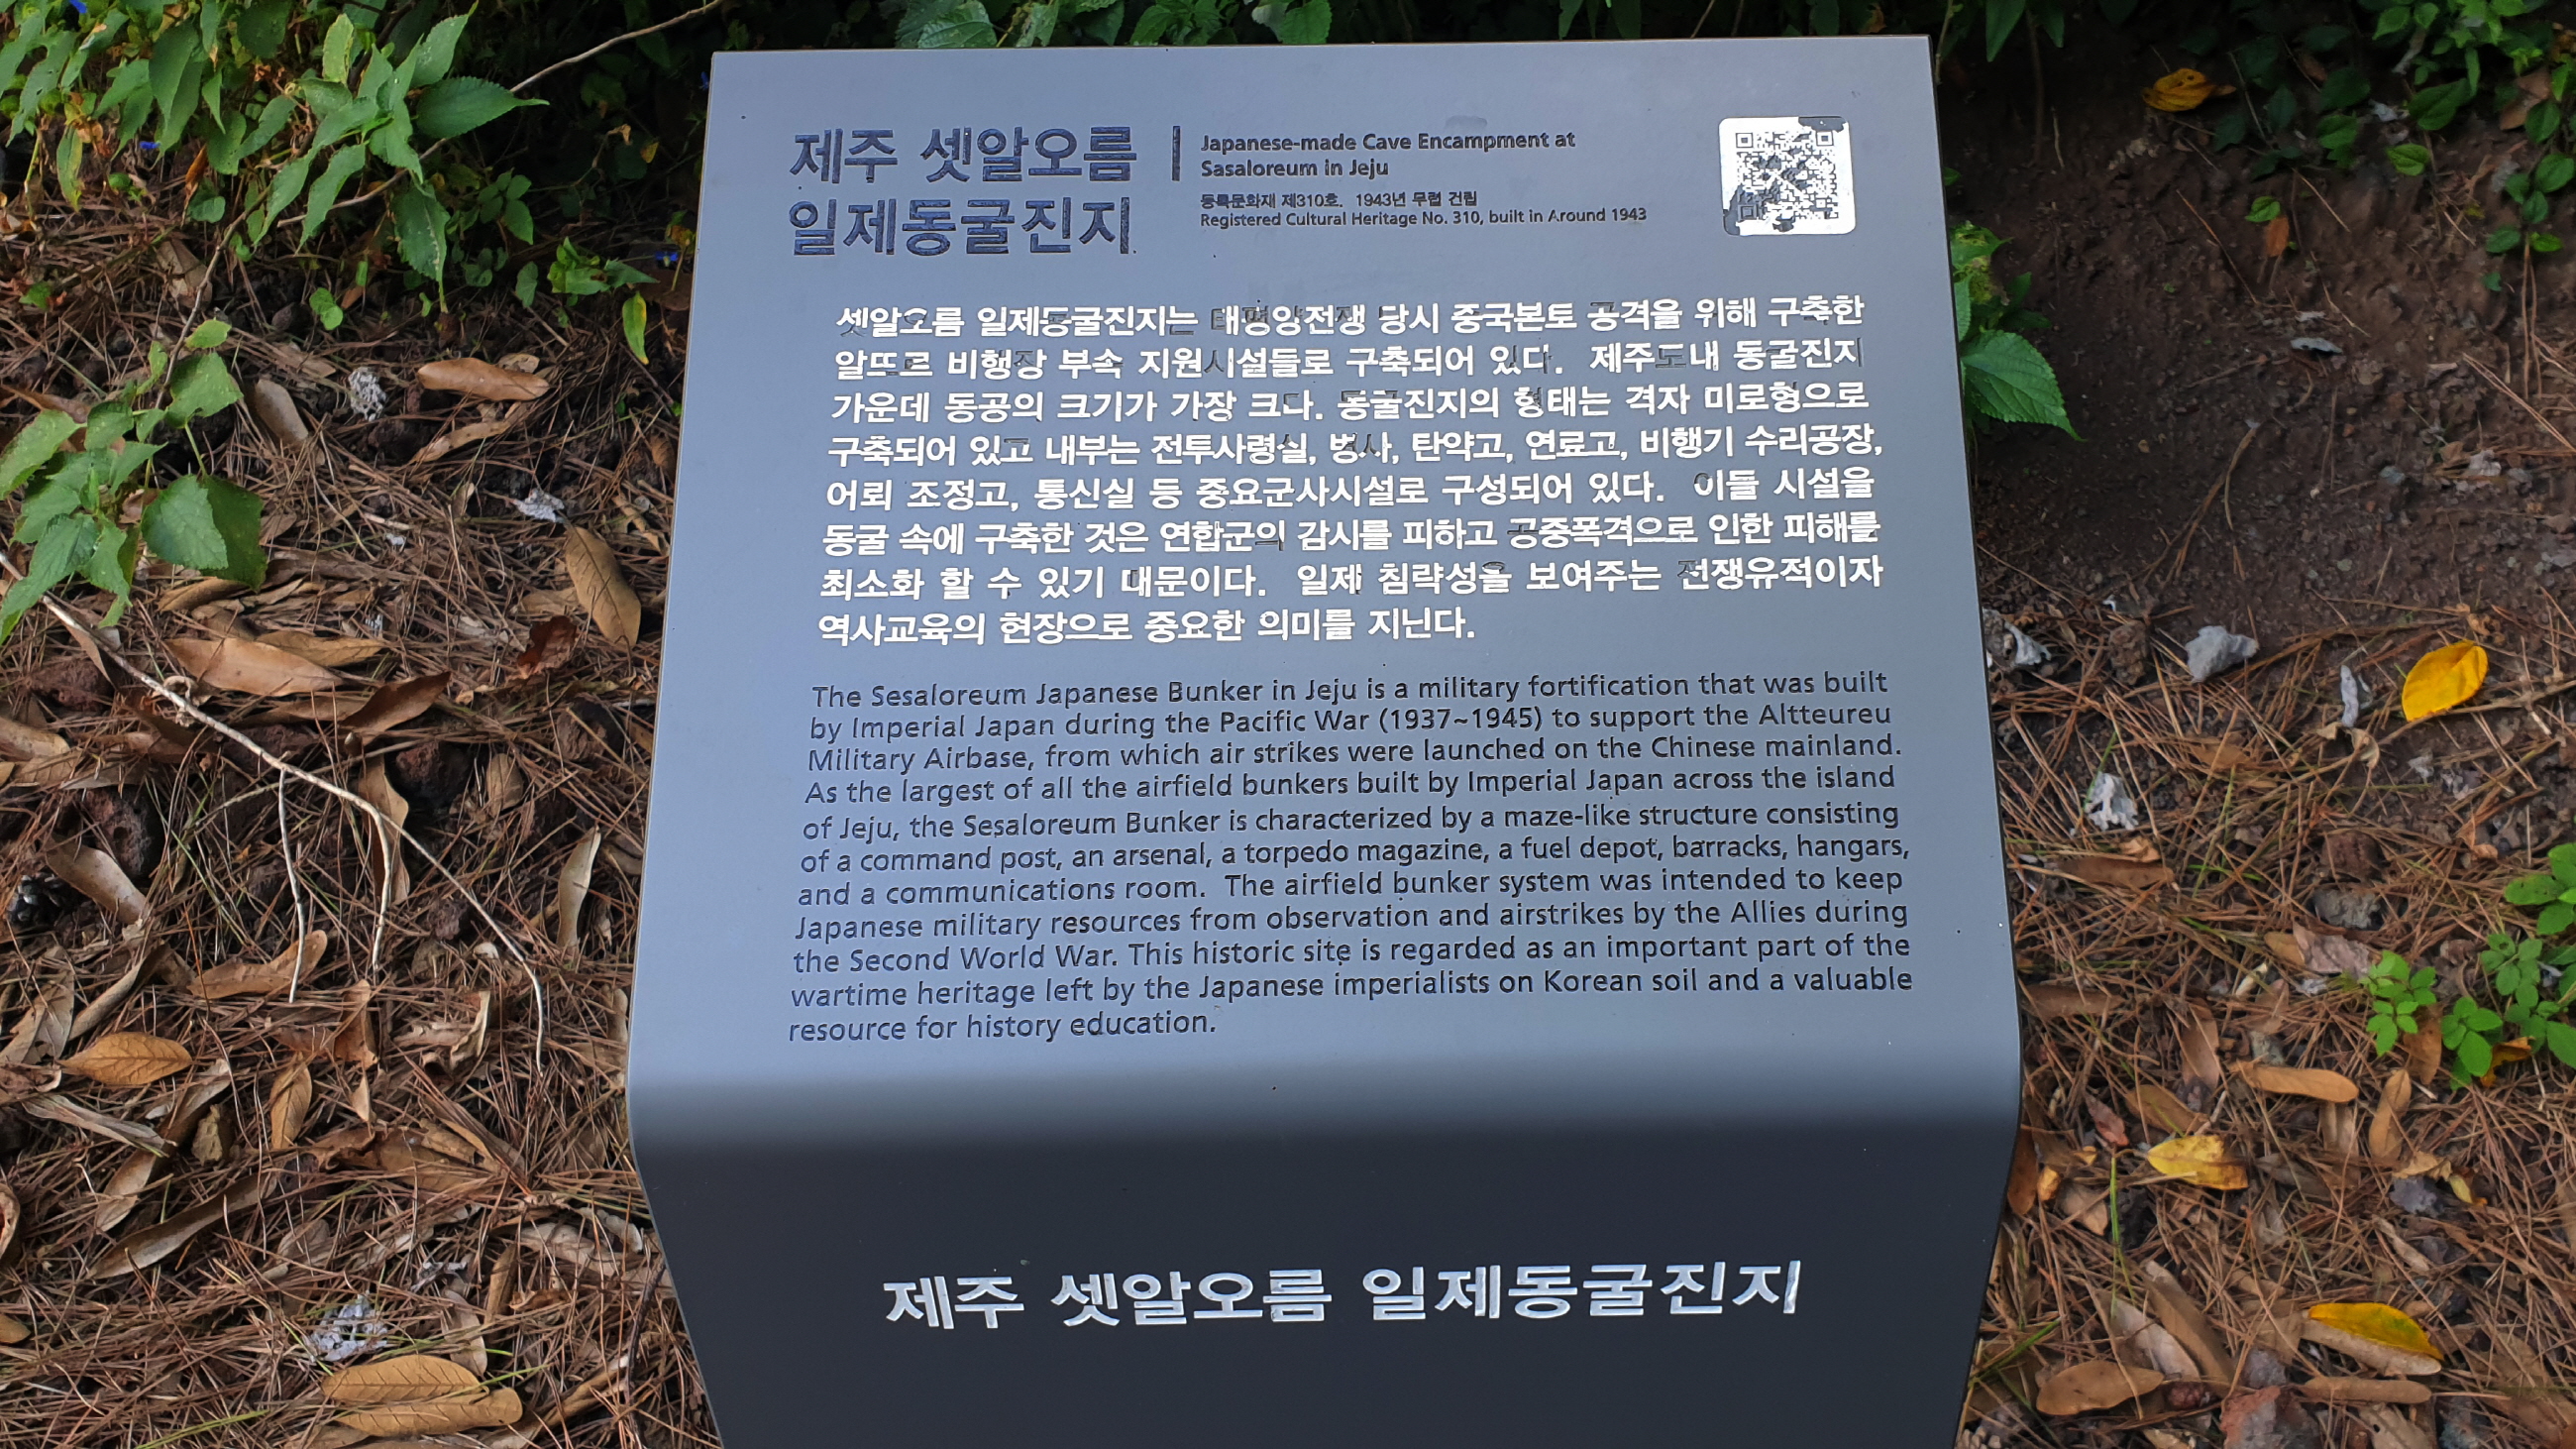 제주 셋알오름
일제동굴진지
Japanese-made Cave Encampment at
Sasaloreum in Jeju
등록문화재 제310호. 1943년 무렵 건립
Registered Cultural Heritage No. 310, built in Around 1943
셋알오름 일제동굴진지는 태평양전쟁 당시 중국본토 공격을 위해 구축한
알뜨르 비행장 부속 지원시설들로 구축되어 있다. 제주도내 동굴진지
가운데 동공의 크기가 가장 크다. 동굴진지의 형태는 격자 미로형으로
구축되어 있고 내부는 전투사령실, 병사, 탄약고, 연료고, 비행기 수리공장,
어뢰 조정고, 통신실 등 중요군사시설로 구성되어 있다. 이들 시설을
동굴 속에 구축한 것은 연합군의 감시를 피하고 공중폭격으로 인한 피해를
최소화 할 수 있기 때문이다. 일제 침략성을 보여주는 전쟁유적이자
역사교육의 현장으로 중요한 의미를 지닌다.
The Sesaloreum Japanese Bunker in Jeju is a military fortification that was built
by Imperial Japan during the Pacific War (1937~1945) to support the Altteureu
Military Airbase, from which air strikes were launched on the Chinese mainland.
As the largest of all the airfield bunkers built by Imperial Japan across the island
of Jeju, the Sesaloreum Bunker is characterized by a maze-like structure consisting
of a command post, an arsenal, a torpedo magazine, a fuel depot, barracks, hangars,
and a communications room. The airfield bunker system was intended to keep
Japanese military resources from observation and airstrikes by the Allies during
the Second World War. This historic site is regarded as an important part of the
wartime heritage left by the Japanese imperialists on Korean soil and a valuable
resource for history education.
제주 셋알오름 일제동굴진지